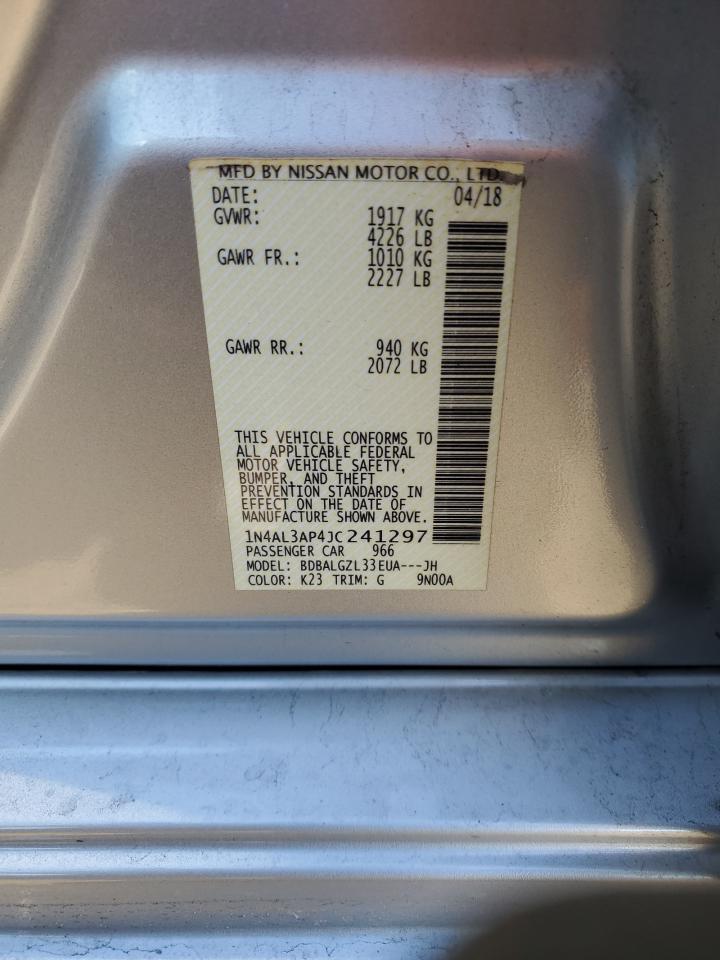 MFD BY NISSAN MOTOR CO., LTD.
DATE: 04/18
GVWR: 1917 KG
4226 LB
GAWR FR.: 1010 KG
2227 LB
GAWR RR.: 940 KG
2072 LB
THIS VEHICLE CONFORMS TO
ALL APPLICABLE FEDERAL
MOTOR VEHICLE SAFETY,
BUMPER, AND THEFT
PREVENTION STANDARDS IN
EFFECT ON THE DATE OF
MANUFACTURE SHOWN ABOVE.
1N4AL3AP4JC241297
PASSENGER CAR 966
MODEL: BDBALGZL33EUA---JH
COLOR: K23 TRIM: G 9N00A